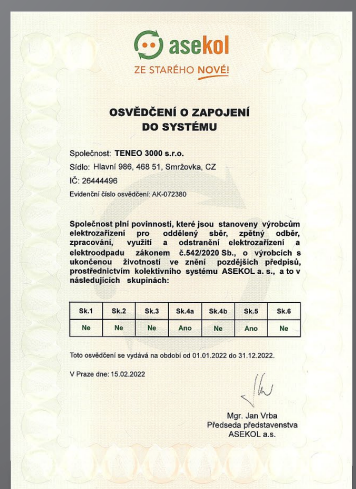 asekol
ZE STARÉHO NOVÉ!
OSVĚDČENÍ O ZAPOJENÍ
DO SYSTÉMU
Společnost: TENEO 3000 s.r.o.
Sídlo: Hlavní 986, 468 51, Smržovka, CZ
IČ: 26444496
Evidenční číslo osvědčení: AK-072380
Společnost plní povinnosti, které jsou stanoveny výrobcům
elektrozařízení pro oddělený sběr, zpětný odběr,
zpracování, využití a odstranění elektrozařízení a
elektroodpadu zákonem č.542/2020 Sb., o výrobcích s
ukončenou životností ve znění pozdějších předpisů,
prostřednictvím kolektivního systému ASEKOL a. s., a to v
následujících skupinách:
Sk.1 Sk.2 Sk.3 Sk.4a Sk.4b Sk.5 Sk.6
Ne Ne Ne Ano Ne Ano Ne
Toto osvědčení se vydává na období od 01.01.2022 do 31.12.2022.
V Praze dne: 15.02.2022
Mgr. Jan Vrba
Předseda představenstva
ASEKOL a.s.